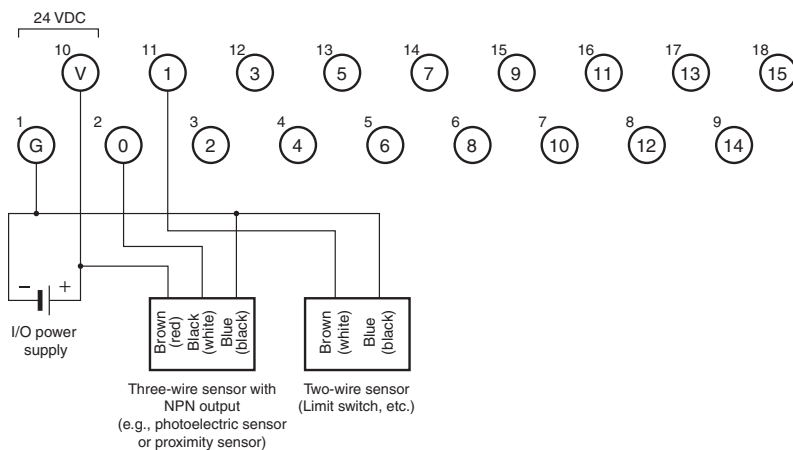 24 VDC
10 11 12 13 14 15 16 17 18
V 1 3 5 7 9 11 13 15
1 2 3 4 5 6 7 8 9
G 0 2 4 6 8 10 12 14
− +
I/O power
supply
Brown
(red)
Black
(white)
Blue
(black)
Brown
(white)
Blue
(black)
Three-wire sensor with
NPN output
(e.g., photoelectric sensor
or proximity sensor)
Two-wire sensor
(Limit switch, etc.)